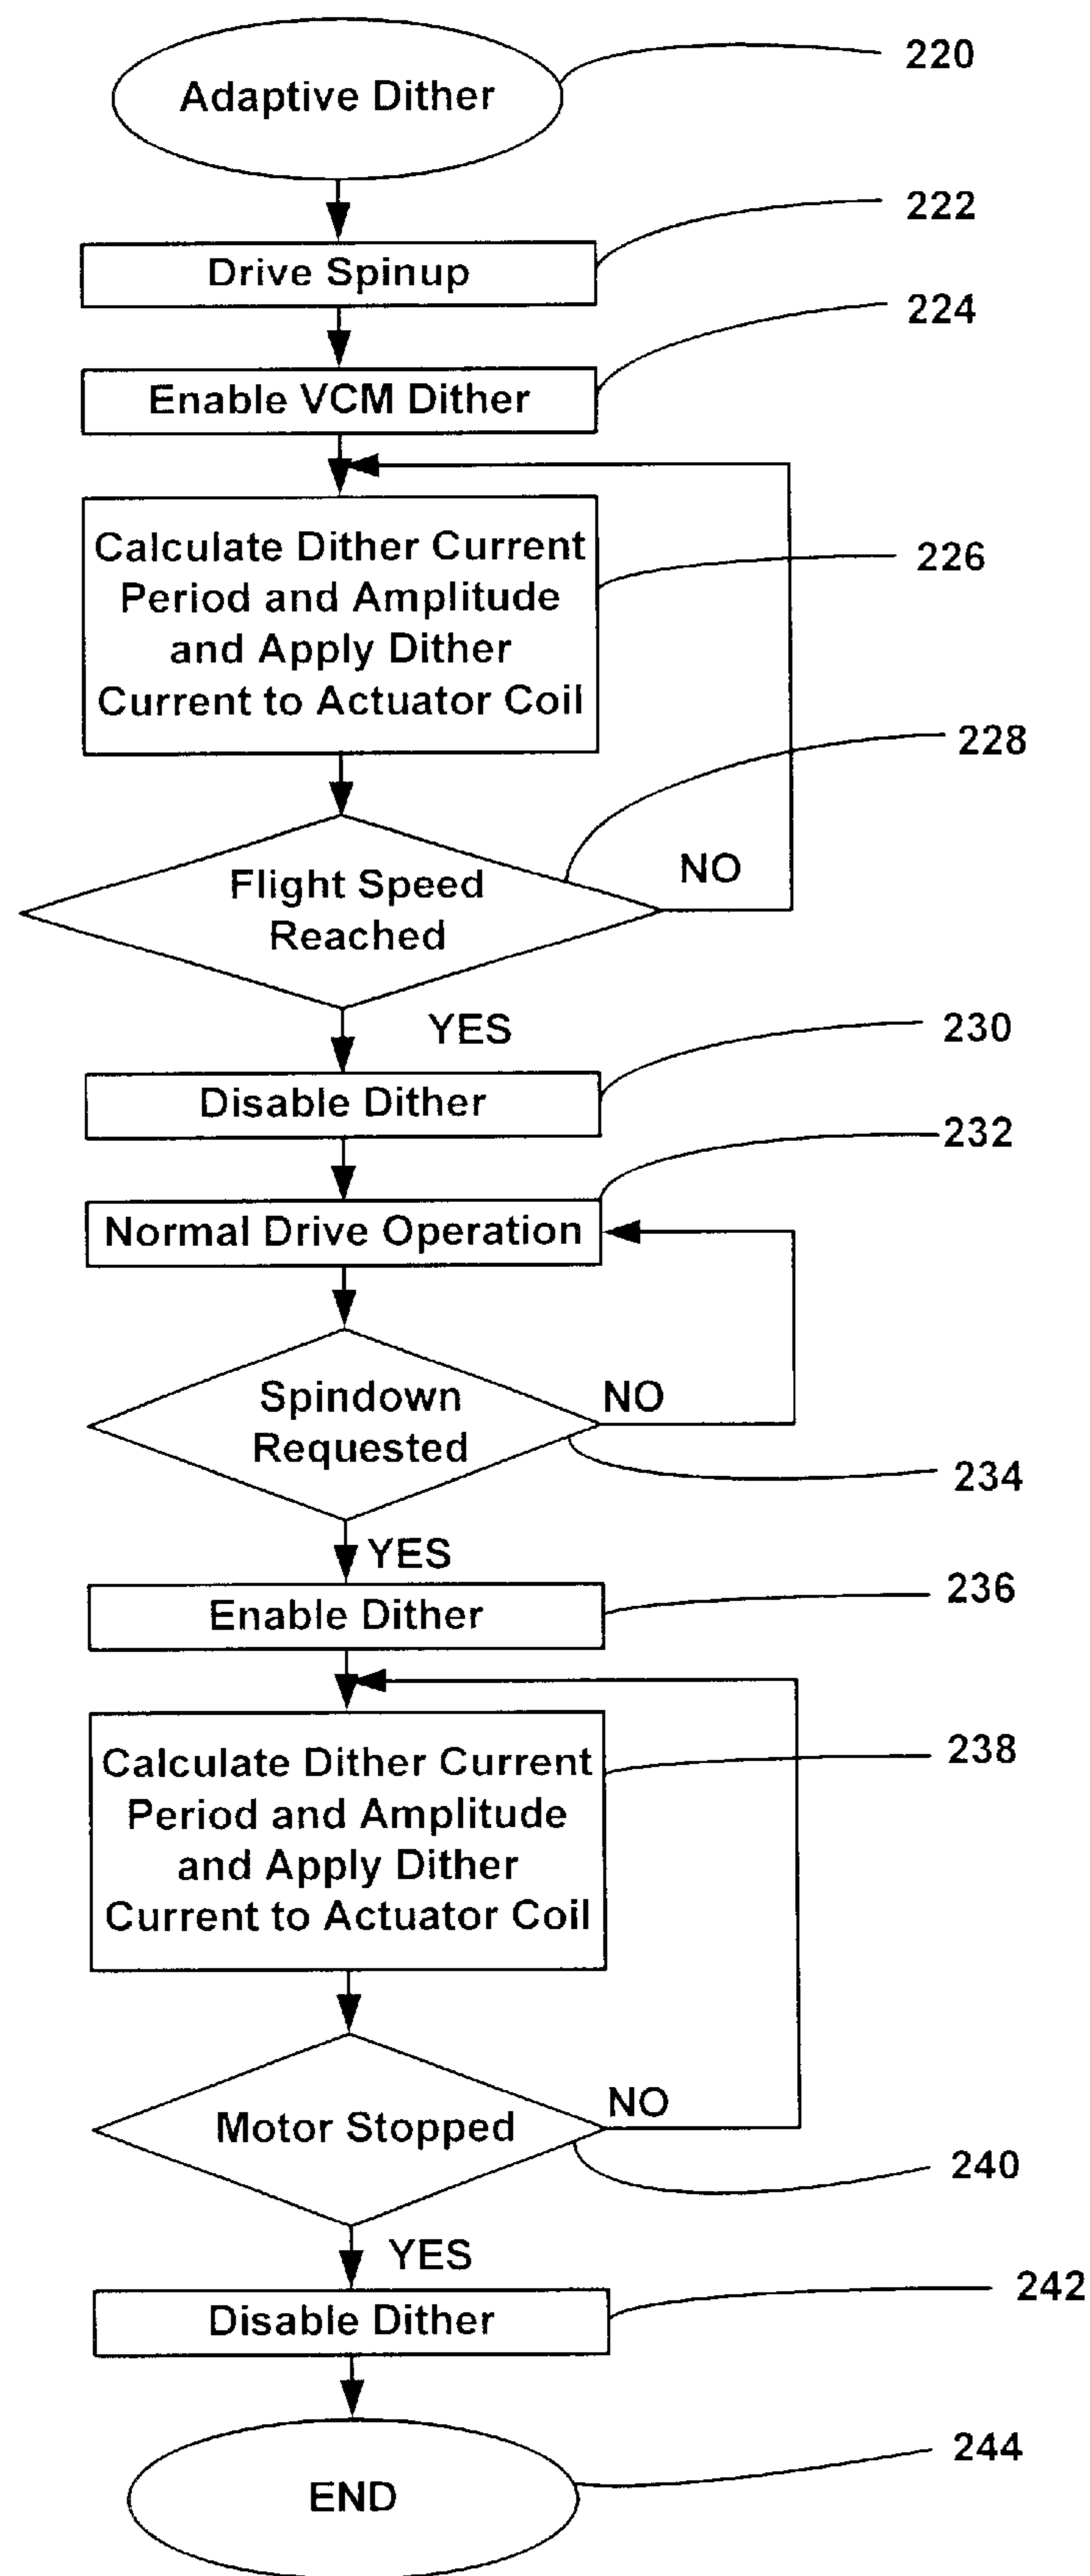 Adaptive Dither
220
222
Drive Spinup
224
Enable VCM Dither
Calculate Dither Current
Period and Amplitude
and Apply Dither
Current to Actuator Coil
226
228
Flight Speed
Reached
NO
YES
230
Disable Dither
232
Normal Drive Operation
Spindown
Requested
NO
234
YES
236
Enable Dither
Calculate Dither Current
Period and Amplitude
and Apply Dither
Current to Actuator Coil
238
Motor Stopped
NO
240
YES
242
Disable Dither
244
END